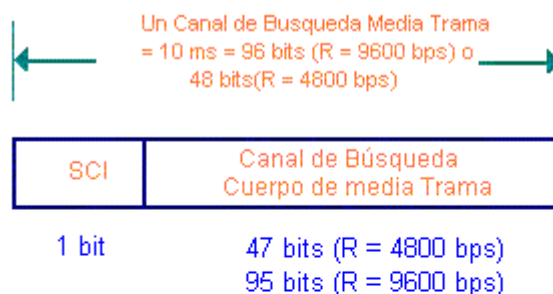 Un Canal de Busqueda Media Trama
= 10 ms = 96 bits (R = 9600 bps) o
48 bits(R = 4800 bps)
SCI
Canal de Búsqueda
Cuerpo de media Trama
1 bit
47 bits (R = 4800 bps)
95 bits (R = 9600 bps)